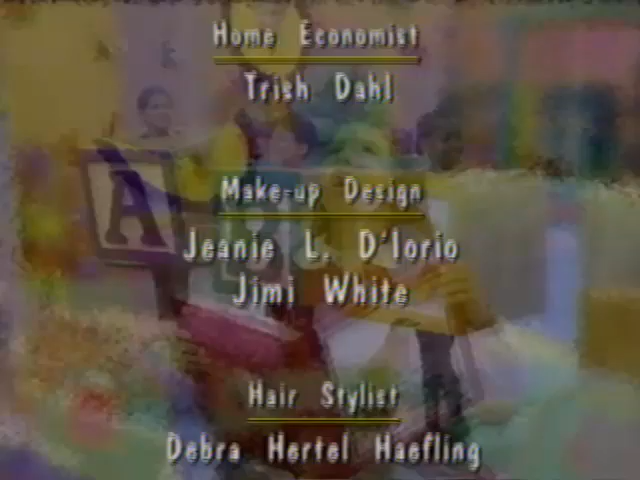 Home Economist
Trish Dahl
Make-up Design
Jeanie L. D'Iorio
Jimi White
A
Hair Stylist
Debra Hertel Haefling